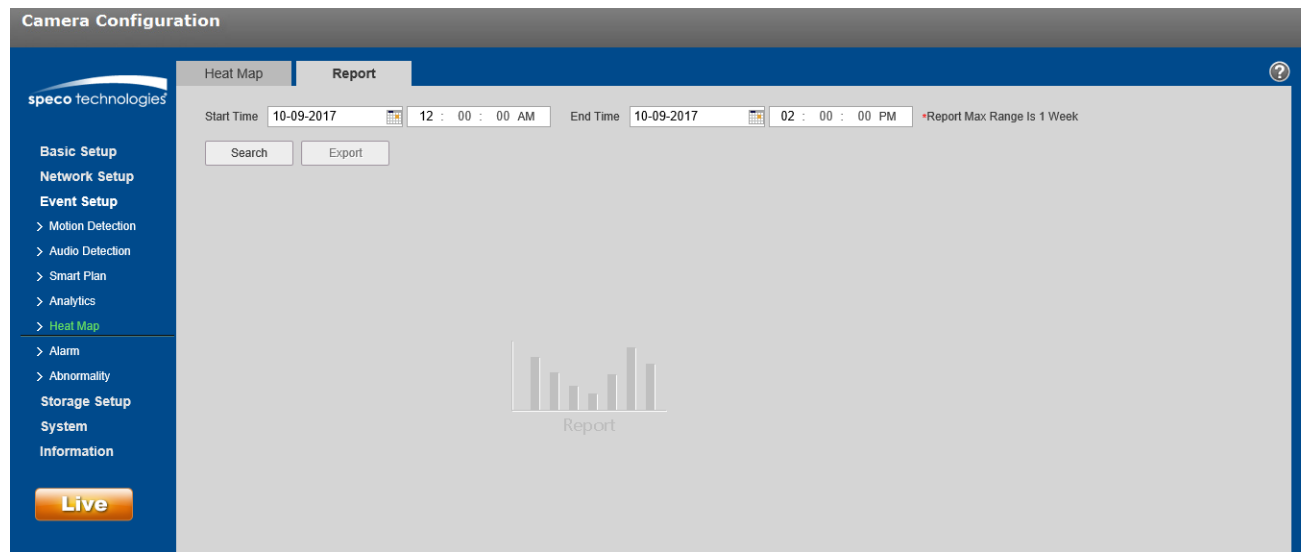 Camera Configuration
speco technologies®
Heat Map Report
Start Time 10-09-2017 12 : 00 : 00 AM End Time 10-09-2017 02 : 00 : 00 PM *Report Max Range Is 1 Week
Search Export
Basic Setup
Network Setup
Event Setup
> Motion Detection
> Audio Detection
> Smart Plan
> Analytics
> Heat Map
> Alarm
> Abnormality
Storage Setup
System
Information
Live
Report